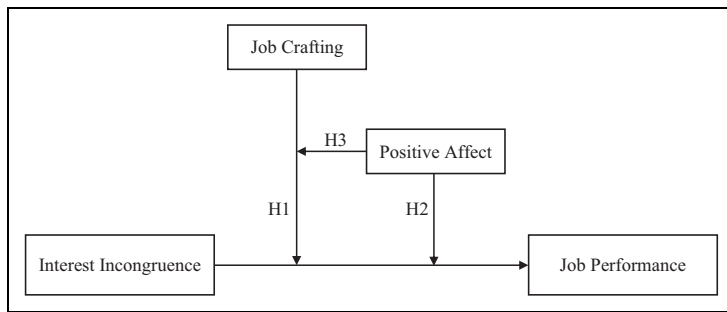 Job Crafting
H3
Positive Affect
H1
H2
Interest Incongruence
Job Performance